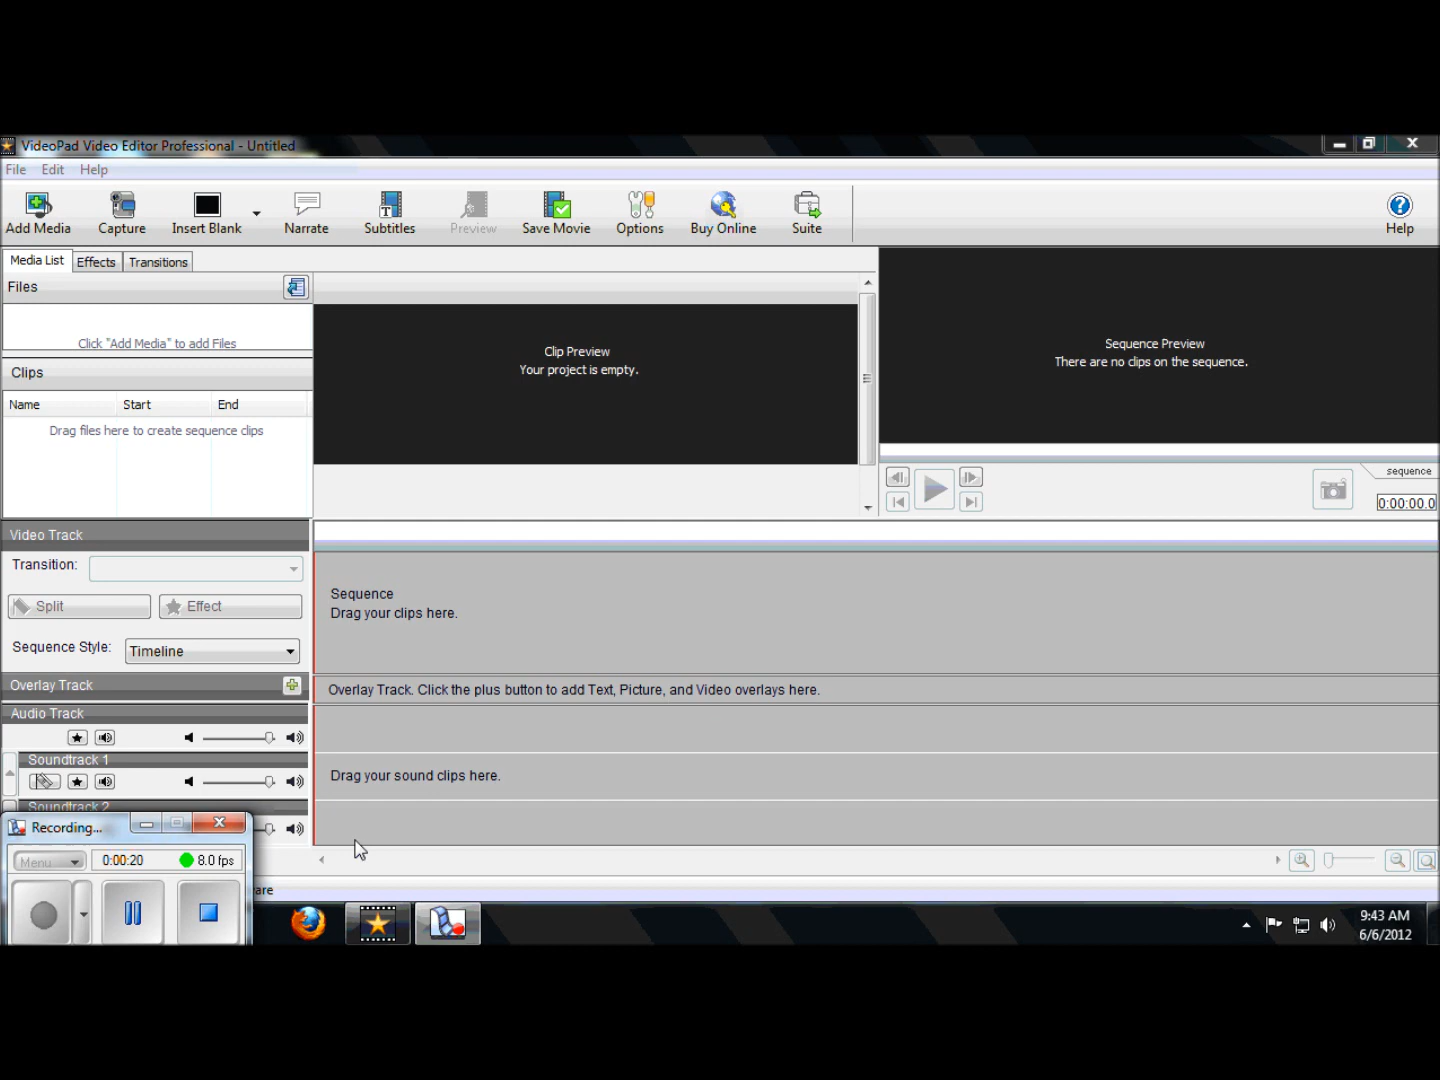 VideoPad Video Editor Professional - Untitled
File Edit Help
Add Media Capture Insert Blank Narrate Subtitles Preview Save Movie Options Buy Online Suite Help
Media List Effects Transitions
Files
Click "Add Media" to add Files
Clips
Name Start End
Drag files here to create sequence clips
Clip Preview
Your project is empty.
Sequence Preview
There are no clips on the sequence.
sequence
0:00:00.0
Video Track
Transition:
Split Effect
Sequence Style: Timeline
Sequence
Drag your clips here.
Overlay Track
Overlay Track. Click the plus button to add Text, Picture, and Video overlays here.
Audio Track
Soundtrack 1
Drag your sound clips here.
Soundtrack 2
Recording...
Menu 0:00:20 8.0 fps
are
9:43 AM
6/6/2012